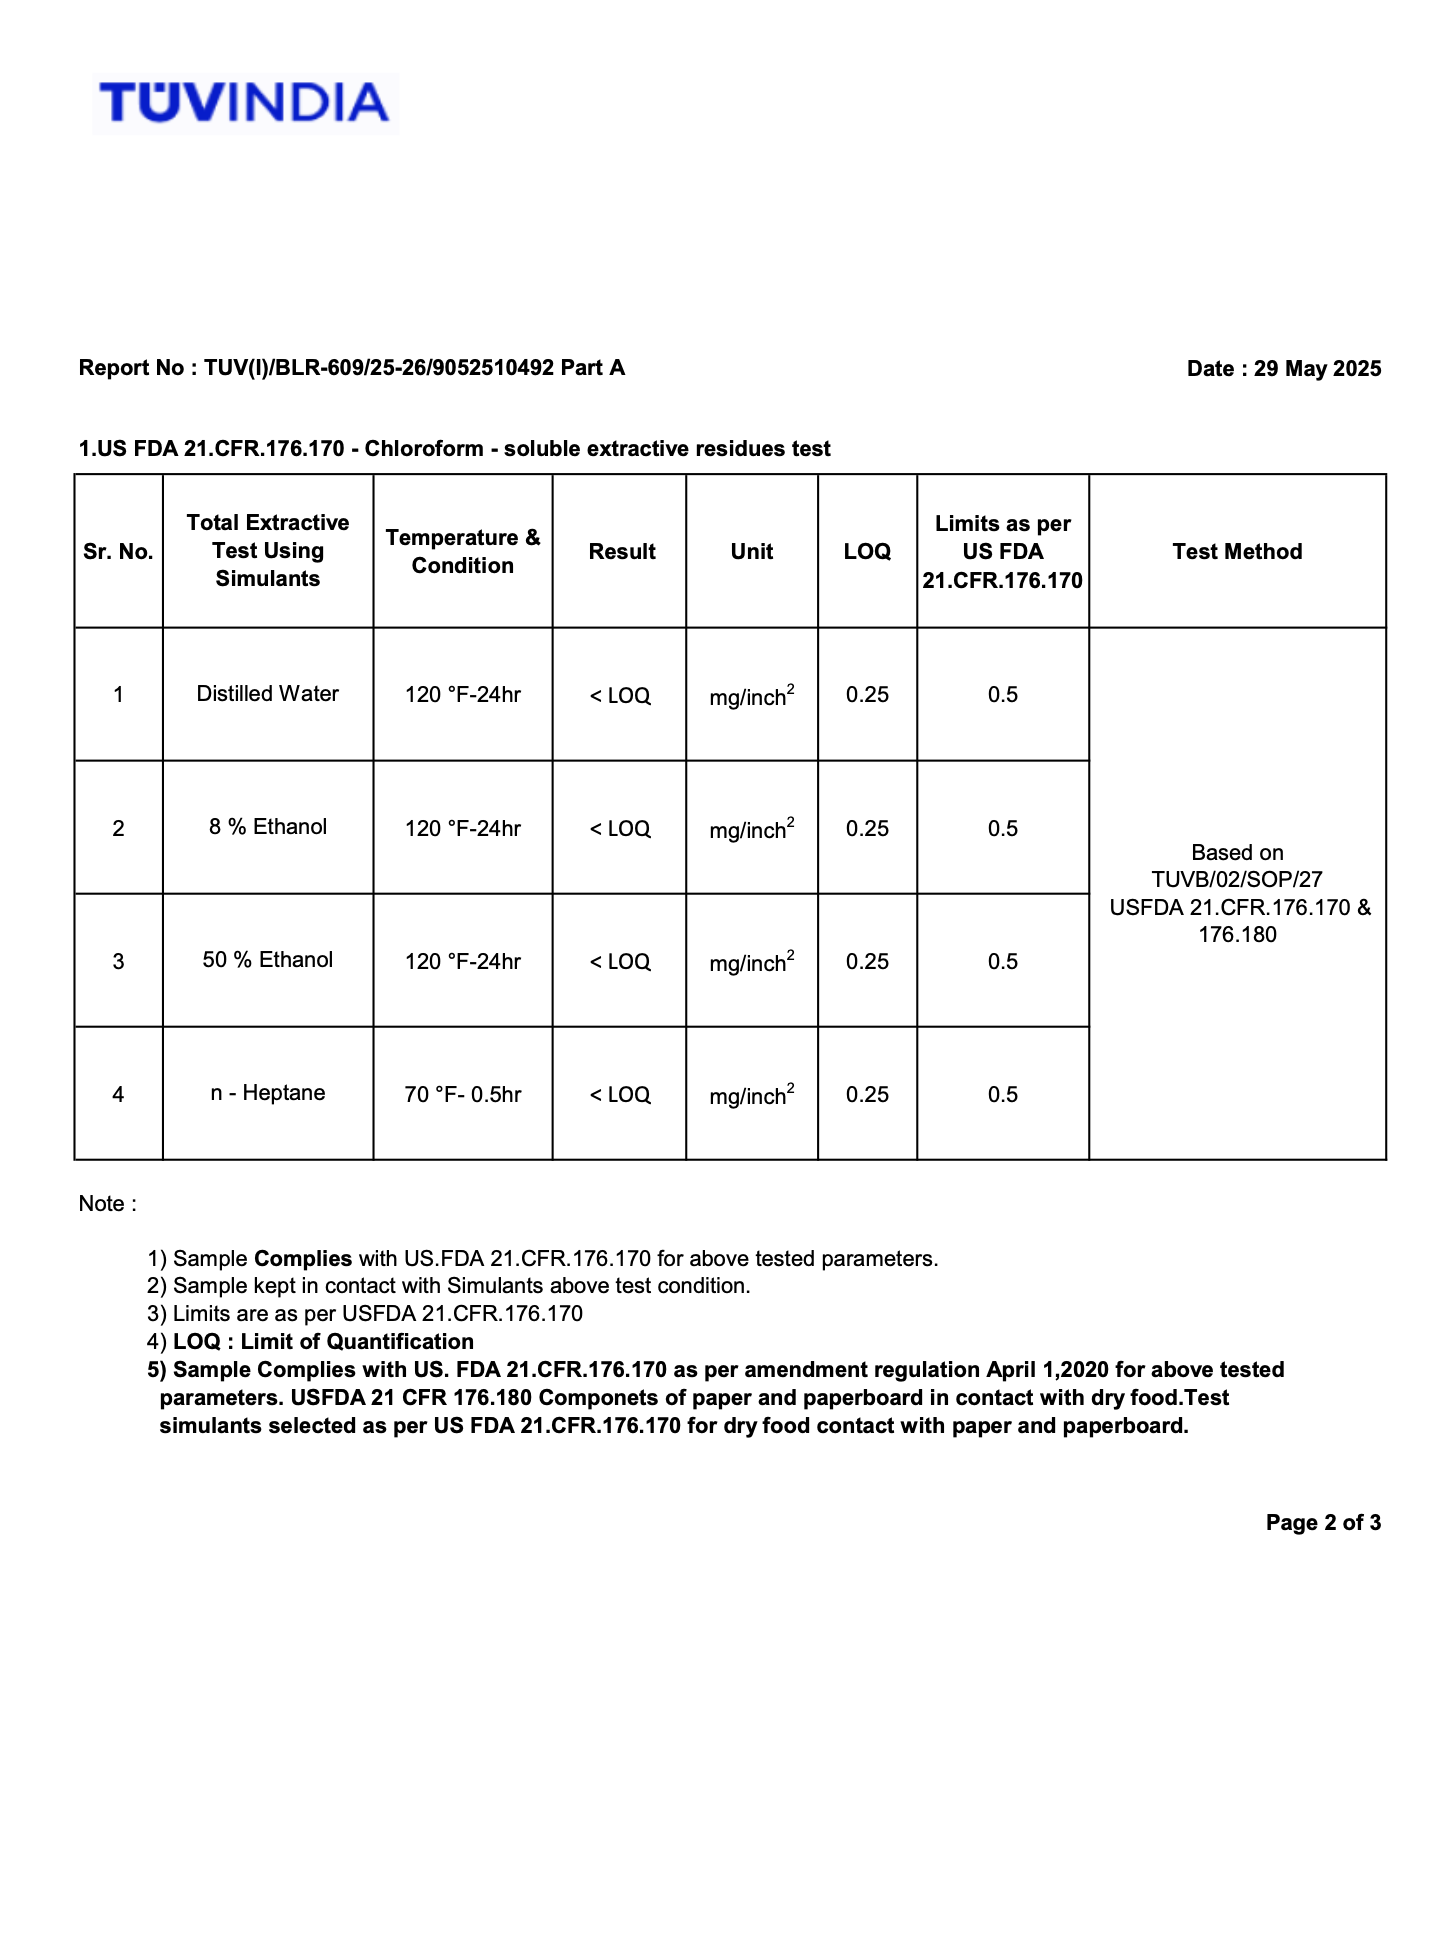 TÜVINDIA
Report No : TUV(I)/BLR-609/25-26/9052510492 Part A
Date : 29 May 2025
1.US FDA 21.CFR.176.170 - Chloroform - soluble extractive residues test
Sr. No. Total Extractive Test Using Simulants Temperature & Condition Result Unit LOQ Limits as per US FDA 21.CFR.176.170 Test Method
1 Distilled Water 120 °F-24hr < LOQ mg/inch² 0.25 0.5
2 8 % Ethanol 120 °F-24hr < LOQ mg/inch² 0.25 0.5
3 50 % Ethanol 120 °F-24hr < LOQ mg/inch² 0.25 0.5
4 n - Heptane 70 °F- 0.5hr < LOQ mg/inch² 0.25 0.5
Based on
TUVB/02/SOP/27
USFDA 21.CFR.176.170 &
176.180
Note :
1) Sample Complies with US.FDA 21.CFR.176.170 for above tested parameters.
2) Sample kept in contact with Simulants above test condition.
3) Limits are as per USFDA 21.CFR.176.170
4) LOQ : Limit of Quantification
5) Sample Complies with US. FDA 21.CFR.176.170 as per amendment regulation April 1,2020 for above tested
parameters. USFDA 21 CFR 176.180 Componets of paper and paperboard in contact with dry food.Test
simulants selected as per US FDA 21.CFR.176.170 for dry food contact with paper and paperboard.
Page 2 of 3